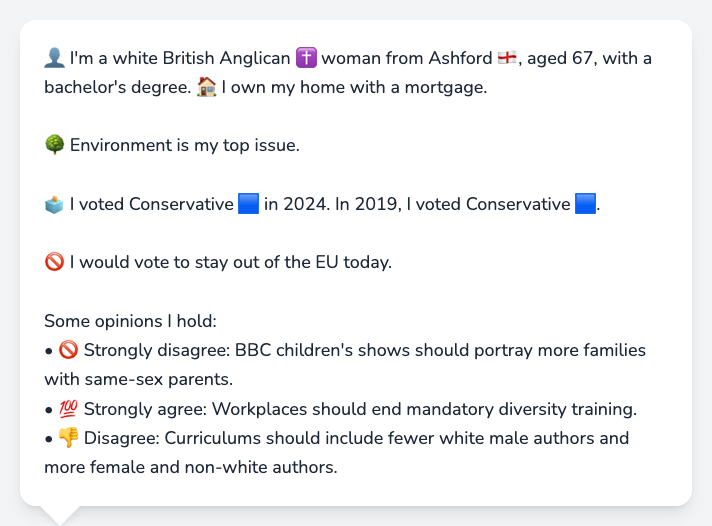 👤 I'm a white British Anglican ✝️ woman from Ashford 🏴󠁧󠁢󠁥󠁮󠁧󠁿, aged 67, with a
bachelor's degree. 🏠 I own my home with a mortgage.
🌳 Environment is my top issue.
🗳️ I voted Conservative 🟦 in 2024. In 2019, I voted Conservative 🟦.
🚫 I would vote to stay out of the EU today.
Some opinions I hold:
• 🚫 Strongly disagree: BBC children's shows should portray more families
with same-sex parents.
• 💯 Strongly agree: Workplaces should end mandatory diversity training.
• 👎 Disagree: Curriculums should include fewer white male authors and
more female and non-white authors.